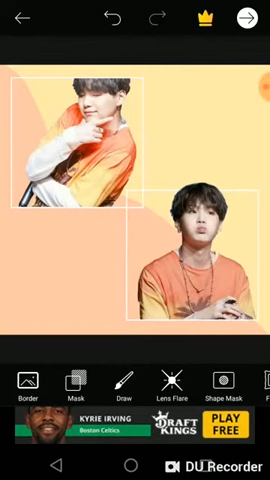 Border
Mask
Draw
Lens Flare
Shape Mask
KYRIE IRVING
Boston Celtics
DRAFT
KINGS
PLAY
FREE
DU Recorder